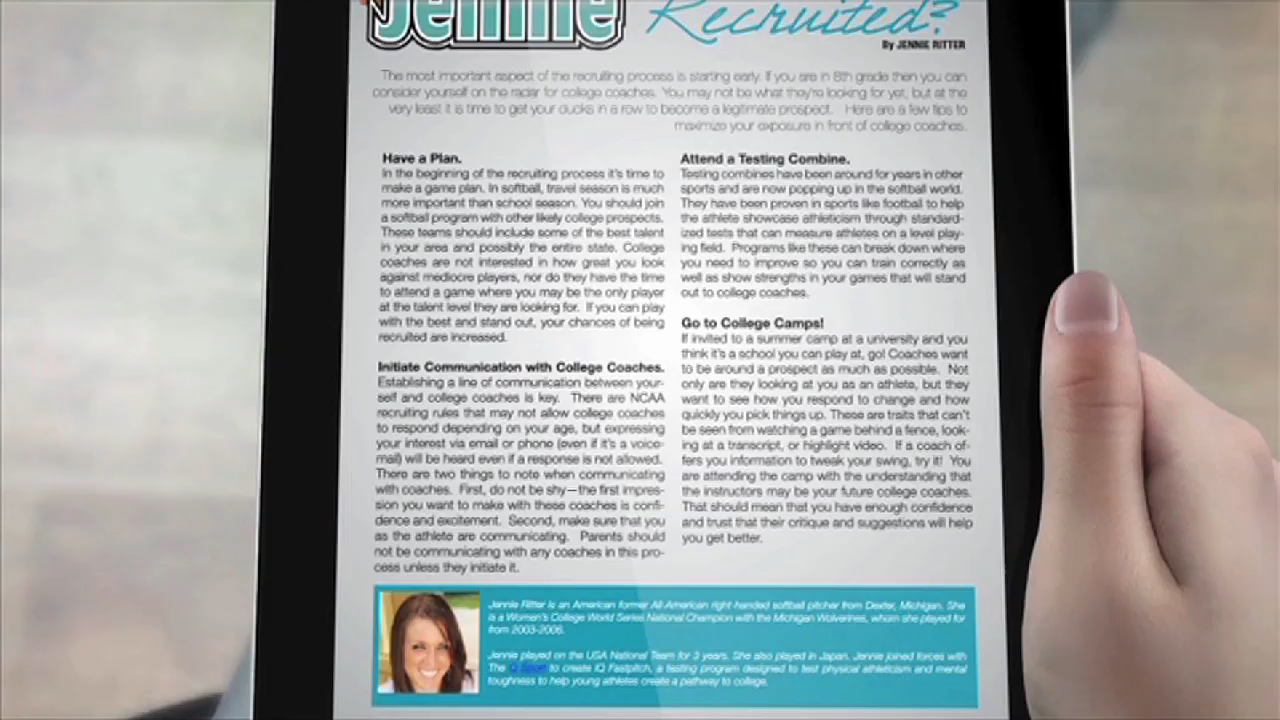 Jennie
Recruited?
By JENNIE RITTER
The most important aspect of the recruiting process is starting early. If you are in 8th grade then you can
consider yourself on the radar for college coaches. You may not be what they're looking for yet, but at the
very least it is time to get your ducks in a row to become a legitimate prospect. Here are a few tips to
maximize your exposure in front of college coaches.
Have a Plan.
In the beginning of the recruiting process it's time to
make a game plan. In softball, travel season is much
more important than school season. You should join
a softball program with other likely college prospects.
These teams should include some of the best talent
in your area and possibly the entire state. College
coaches are not interested in how great you look
against mediocre players, nor do they have the time
to attend a game where you may be the only player
at the talent level they are looking for. If you can play
with the best and stand out, your chances of being
recruited are increased.
Initiate Communication with College Coaches.
Establishing a line of communication between your-
self and college coaches is key. There are NCAA
recruiting rules that may not allow college coaches
to respond depending on your age, but expressing
your interest via email or phone (even if it's a voice-
mail) will be heard even if a response is not allowed.
There are two things to note when communicating
with coaches. First, do not be shy—the first impres-
sion you want to make with these coaches is confi-
dence and excitement. Second, make sure that you
as the athlete are communicating. Parents should
not be communicating with any coaches in this pro-
cess unless they initiate it.
Attend a Testing Combine.
Testing combines have been around for years in other
sports and are now popping up in the softball world.
They have been proven in sports like football to help
the athlete showcase athleticism through standard-
ized tests that can measure athletes on a level play-
ing field. Programs like these can break down where
you need to improve so you can train correctly as
well as show strengths in your games that will stand
out to college coaches.
Go to College Camps!
If invited to a summer camp at a university and you
think it's a school you can play at, go! Coaches want
to be around a prospect as much as possible. Not
only are they looking at you as an athlete, but they
want to see how you respond to change and how
quickly you pick things up. These are traits that can't
be seen from watching a game behind a fence, look-
ing at a transcript, or highlight video. If a coach of-
fers you information to tweak your swing, try it! You
are attending the camp with the understanding that
the instructors may be your future college coaches.
That should mean that you have enough confidence
and trust that their critique and suggestions will help
you get better.
Jennie Ritter is an American former All-American right-handed softball pitcher from Dexter, Michigan. She
is a Women's College World Series National Champion with the Michigan Wolverines, whom she played for
from 2003-2006.
Jennie played on the USA National Team for 3 years. She also played in Japan. Jennie joined forces with
The to create IQ Fastpitch, a testing program designed to test physical athleticism and mental
toughness to help young athletes create a pathway to college.